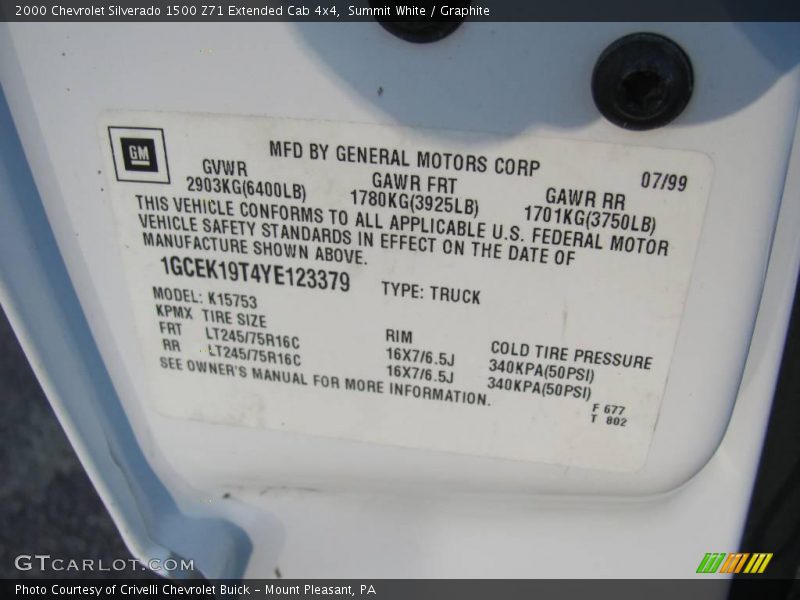 2000 Chevrolet Silverado 1500 Z71 Extended Cab 4x4, Summit White / Graphite
GM
MFD BY GENERAL MOTORS CORP
07/99
GVWR GAWR FRT GAWR RR
2903KG(6400LB) 1780KG(3925LB) 1701KG(3750LB)
THIS VEHICLE CONFORMS TO ALL APPLICABLE U.S. FEDERAL MOTOR
VEHICLE SAFETY STANDARDS IN EFFECT ON THE DATE OF
MANUFACTURE SHOWN ABOVE.
1GCEK19T4YE123379 TYPE: TRUCK
MODEL: K15753
KPMX TIRE SIZE RIM COLD TIRE PRESSURE
FRT LT245/75R16C 16X7/6.5J 340KPA(50PSI)
RR LT245/75R16C 16X7/6.5J 340KPA(50PSI)
SEE OWNER'S MANUAL FOR MORE INFORMATION.
F 677
T 802
GTCARLOT.COM
Photo Courtesy of Crivelli Chevrolet Buick - Mount Pleasant, PA